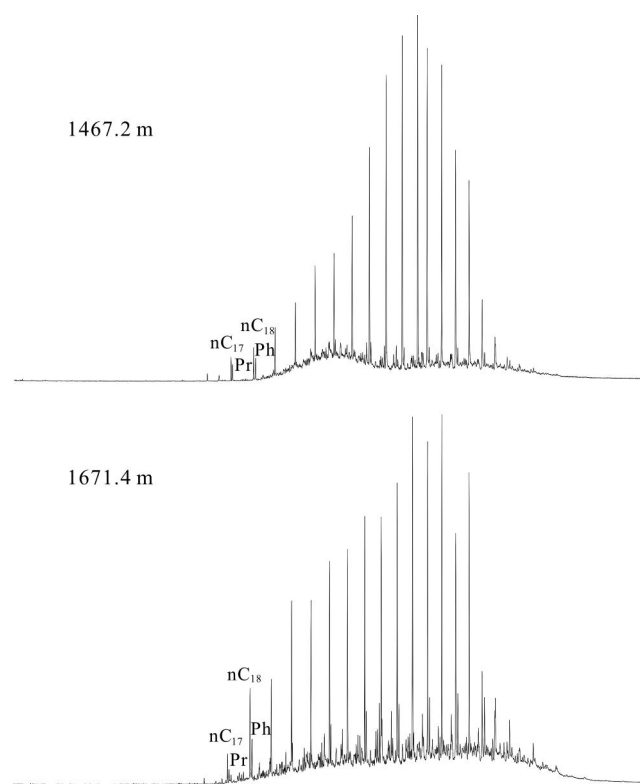 1467.2 m
nC₁₈
nC₁₇
Ph
Pr
1671.4 m
nC₁₈
Ph
nC₁₇
Pr